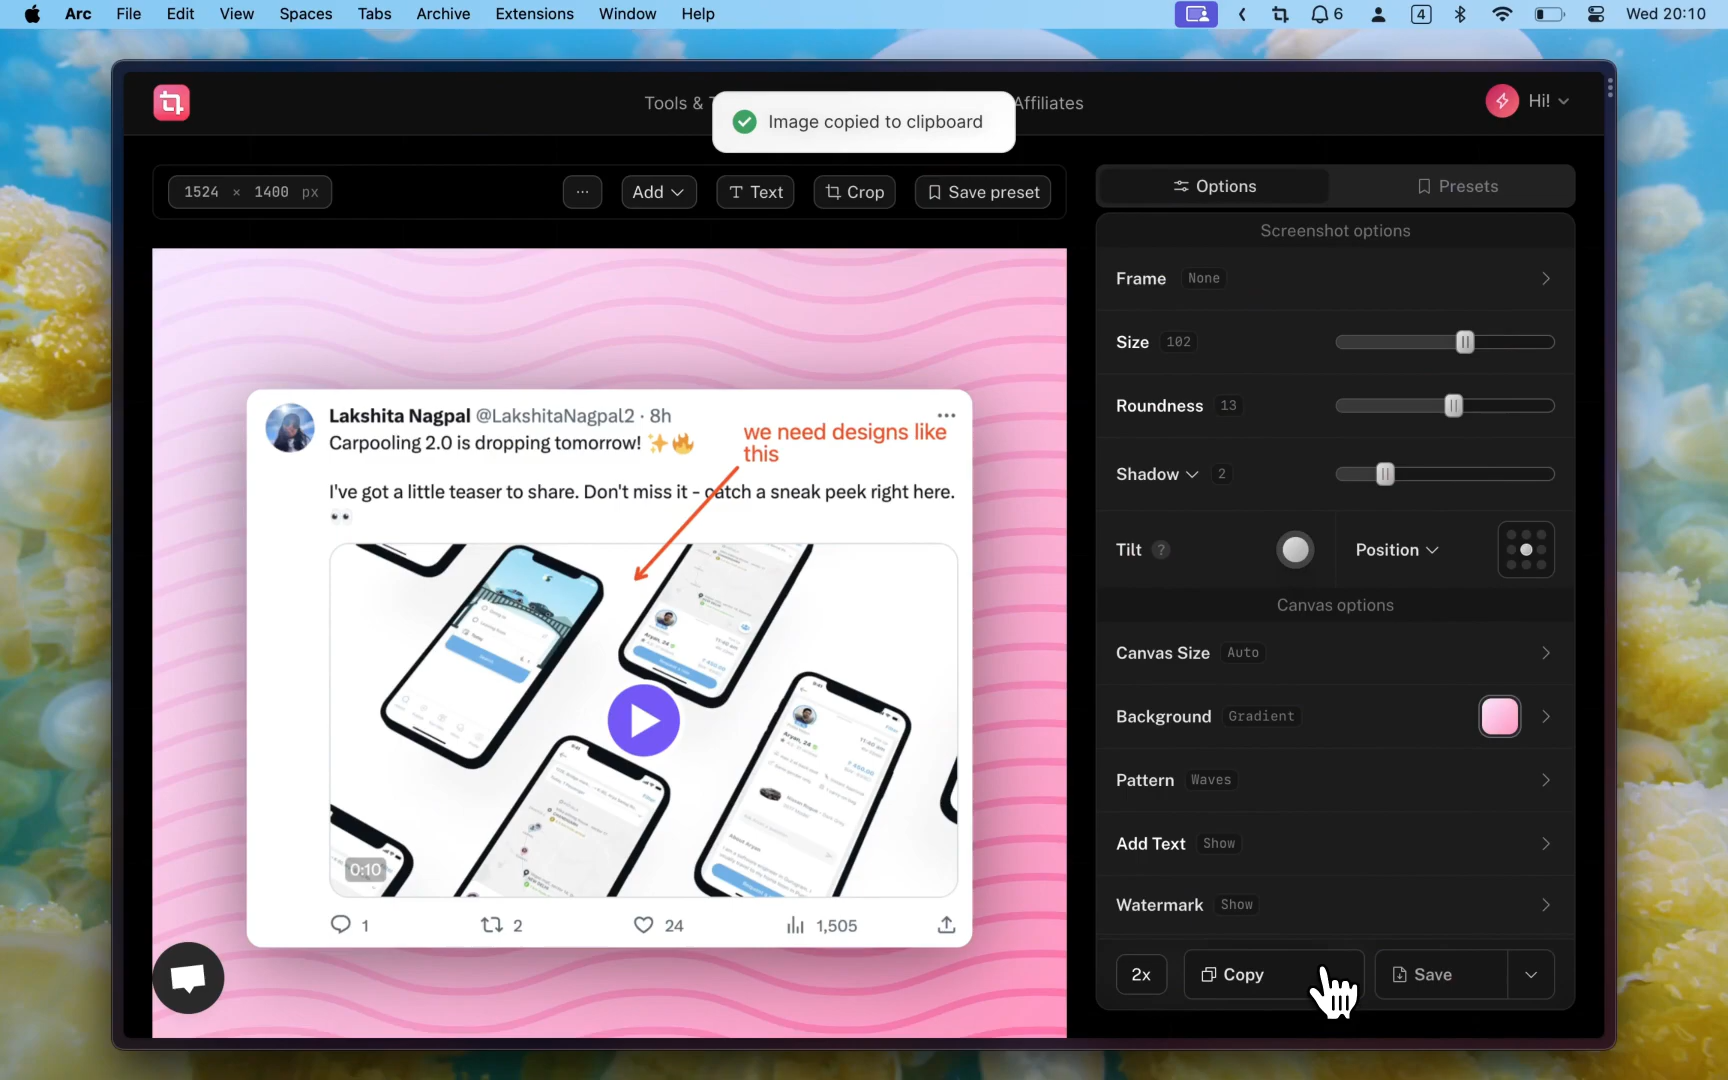 Arc File Edit View Spaces Tabs Archive Extensions Window Help
6 4 Wed 20:10
Tools &
Image copied to clipboard
Affiliates
Hi!
1524 × 1400 px
... Add Text Crop Save preset
Options Presets
Screenshot options
Frame None
Size 102
Roundness 13
Shadow 2
Tilt ? Position
Canvas options
Canvas Size Auto
Background Gradient
Pattern Waves
Add Text Show
Watermark Show
2x Copy Save
Lakshita Nagpal @LakshitaNagpal2 · 8h
Carpooling 2.0 is dropping tomorrow! ✨🔥
we need designs like
this
I've got a little teaser to share. Don't miss it - catch a sneak peek right here.
👀
0:10
1 2 24 1,505